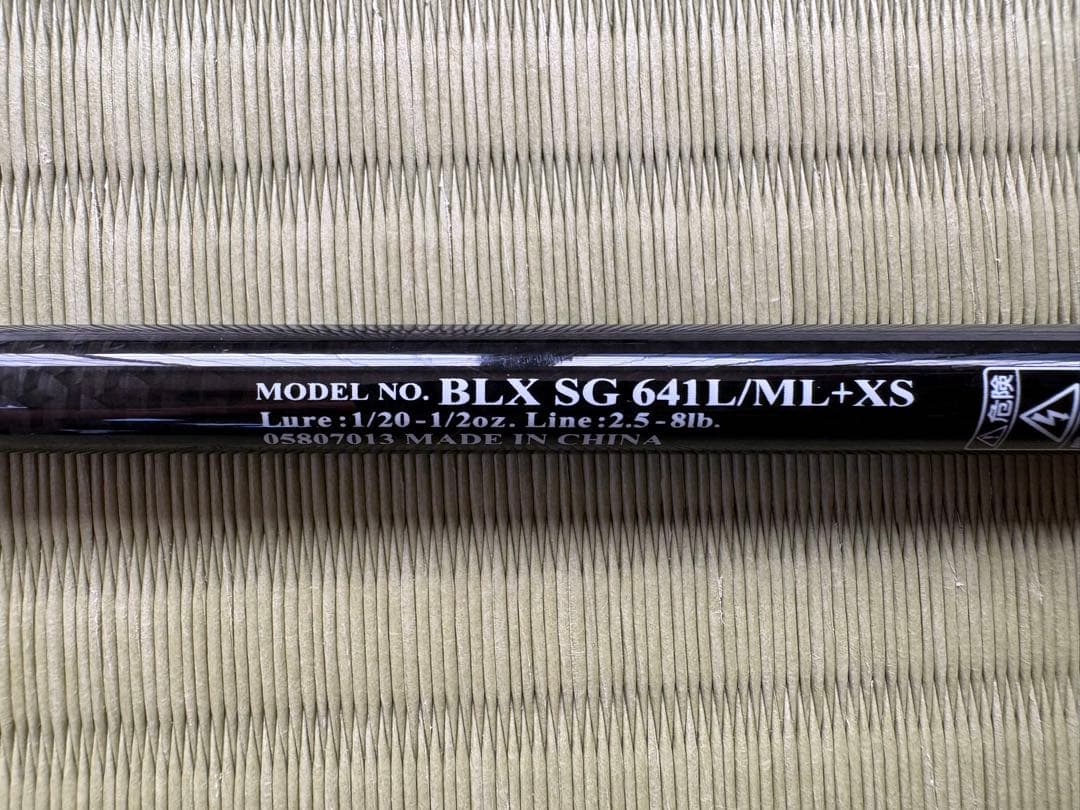 MODEL NO. BLX SG 641L/ML+XS
Lure:1/20-1/2oz. Line:2.5-8lb.
05807013 MADE IN CHINA
危険